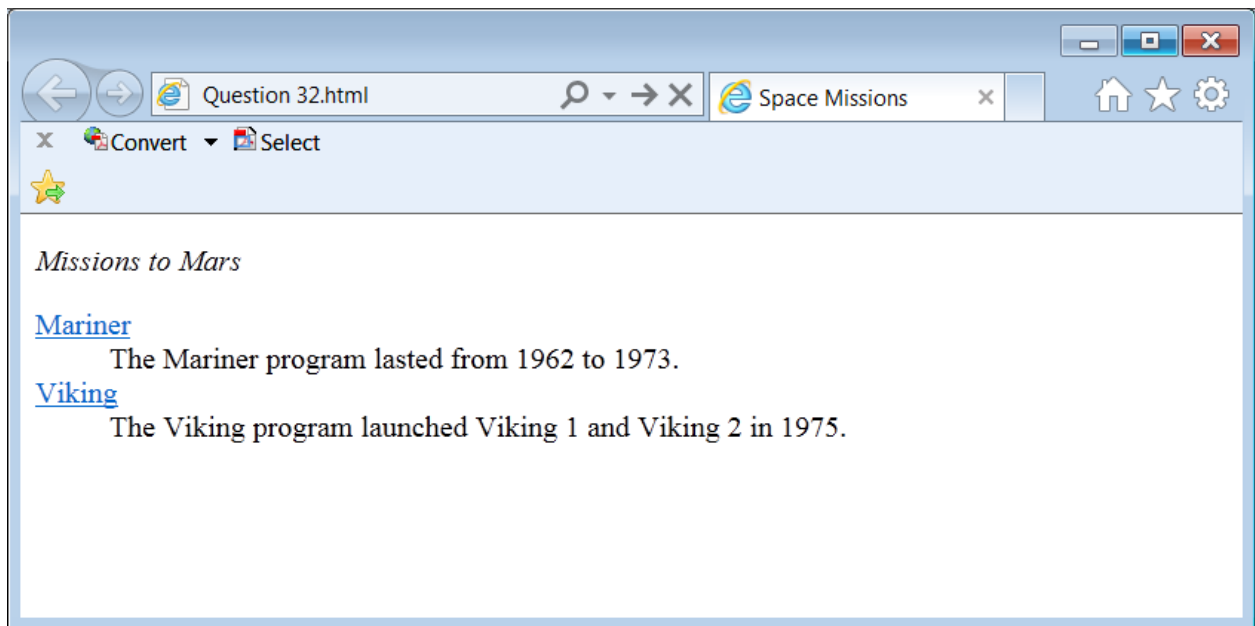 Question 32.html
Space Missions
Convert
Select
Missions to Mars
Mariner
The Mariner program lasted from 1962 to 1973.
Viking
The Viking program launched Viking 1 and Viking 2 in 1975.